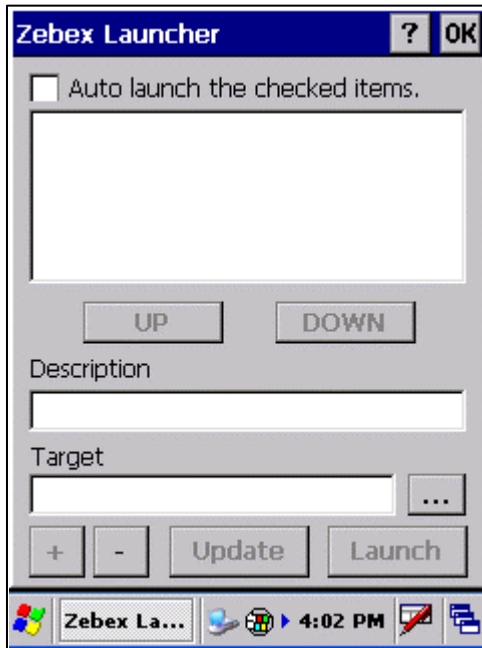 Zebex Launcher ? OK
Auto launch the checked items.
UP DOWN
Description
Target
...
+ - Update Launch
Zebex La... 4:02 PM